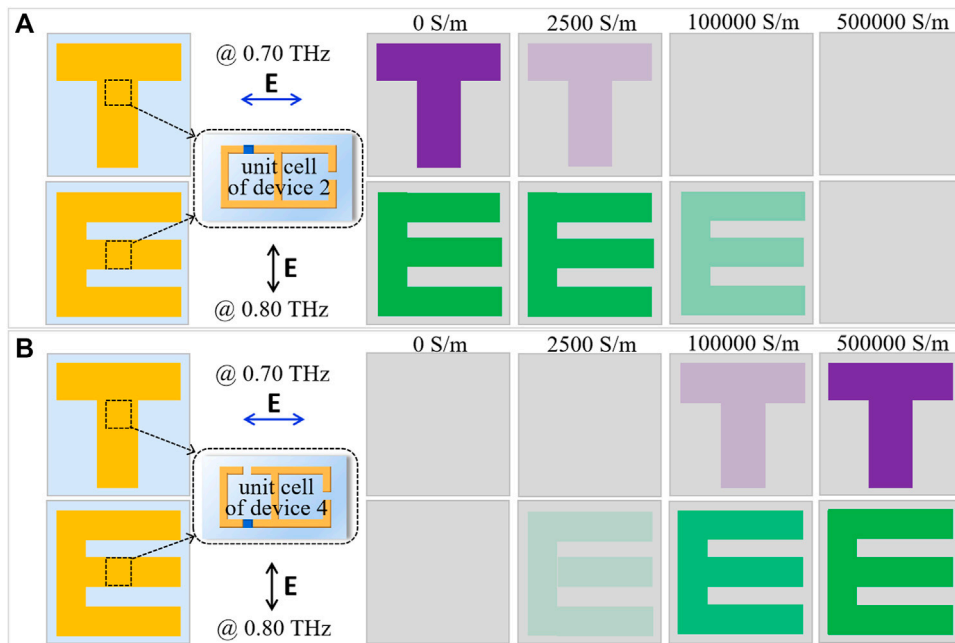 A
@ 0.70 THz
E
0 S/m
2500 S/m
100000 S/m
500000 S/m
T
T
T
unit cell
of device 2
E
E
E
E
E
@ 0.80 THz
B
@ 0.70 THz
E
0 S/m
2500 S/m
100000 S/m
500000 S/m
T
T
T
unit cell
of device 4
E
E
E
E
E
@ 0.80 THz